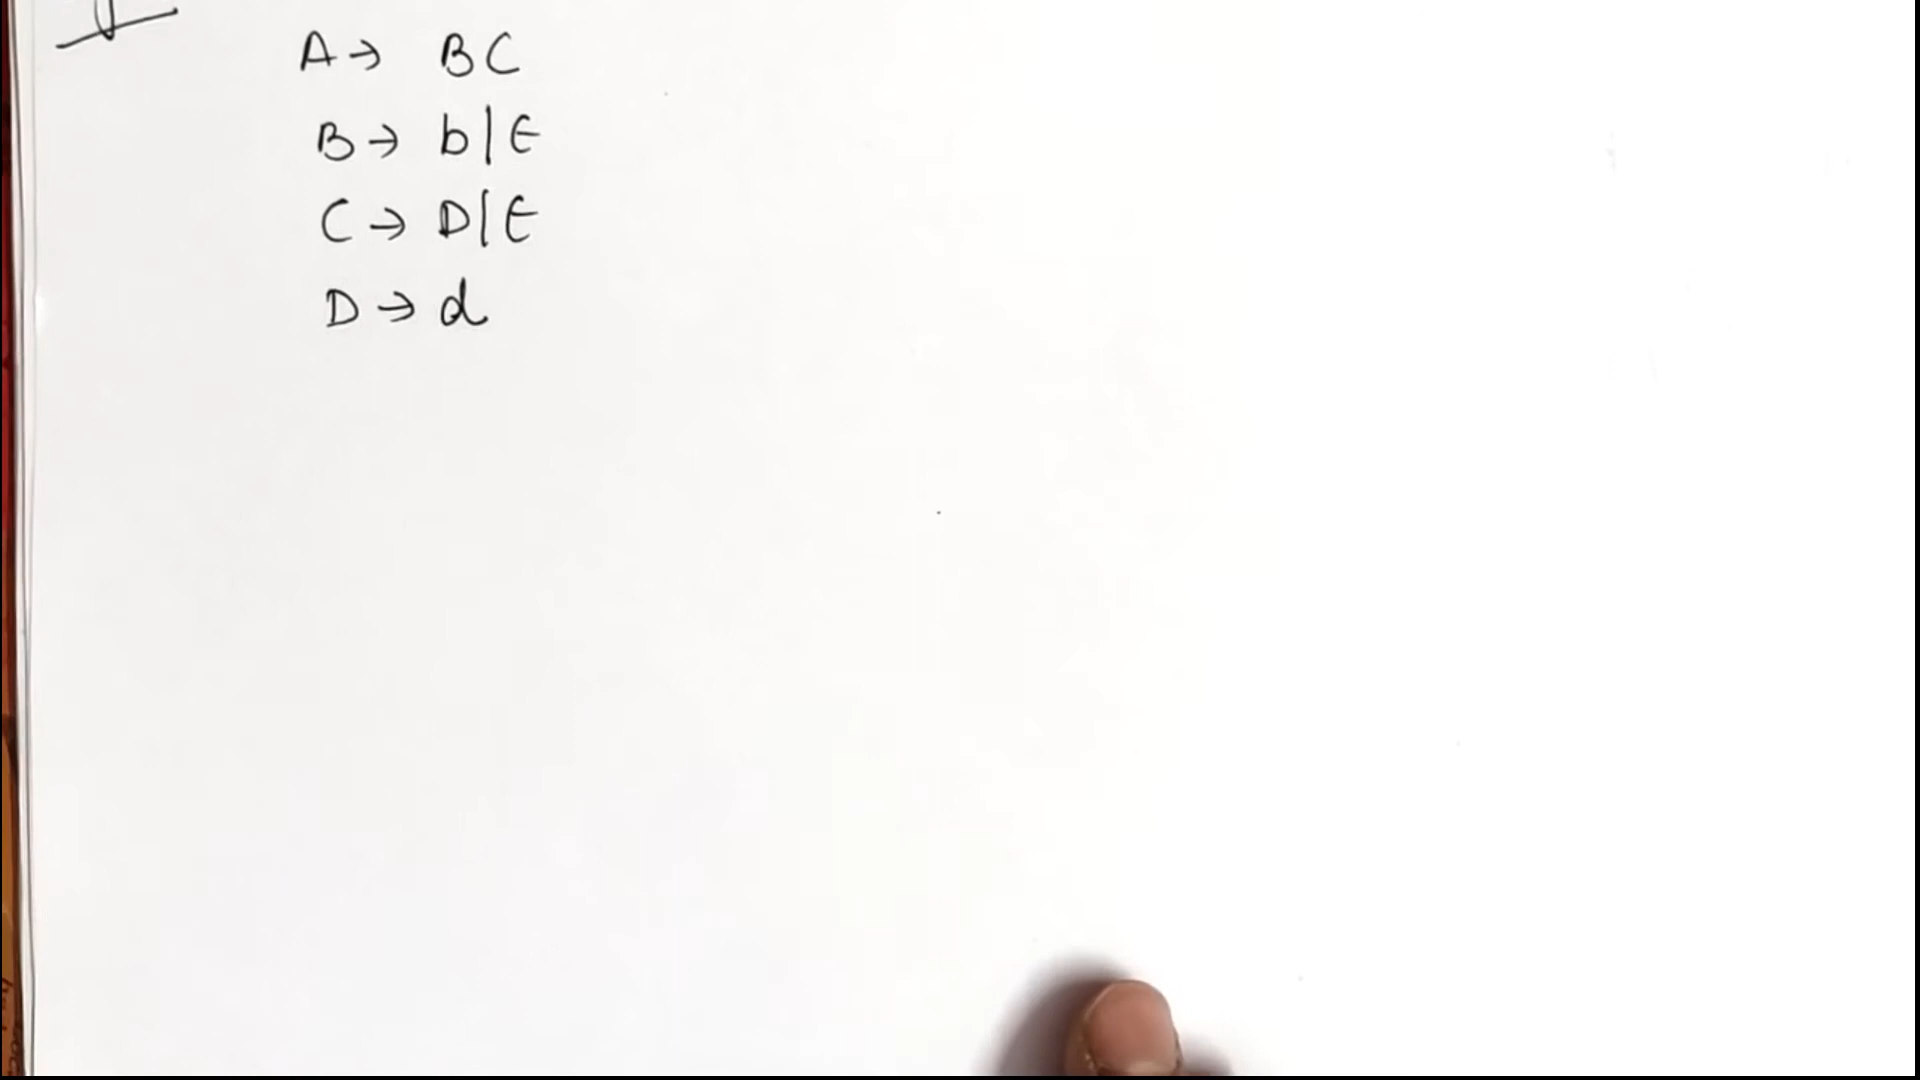 A → BC
B → b|ϵ
C → D|ϵ
D → d